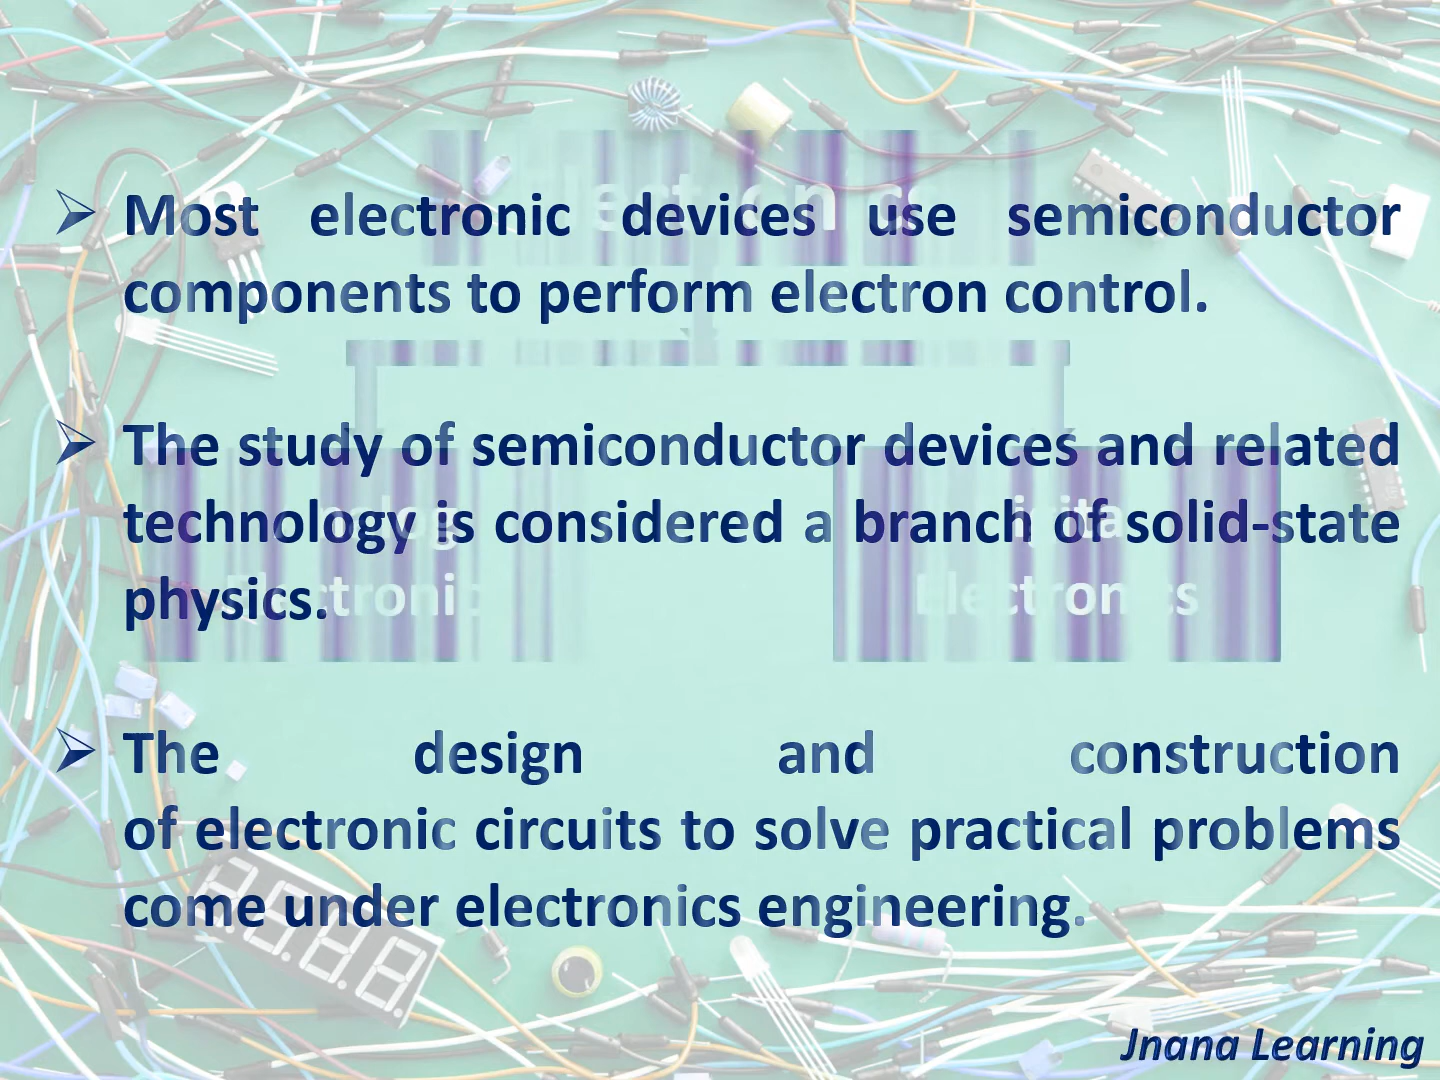 ➢ Most electronic devices use semiconductor
components to perform electron control.
➢ The study of semiconductor devices and related
technology is considered a branch of solid-state
physics.
Electronics
➢ The design and construction
of electronic circuits to solve practical problems
come under electronics engineering.
Jnana Learning